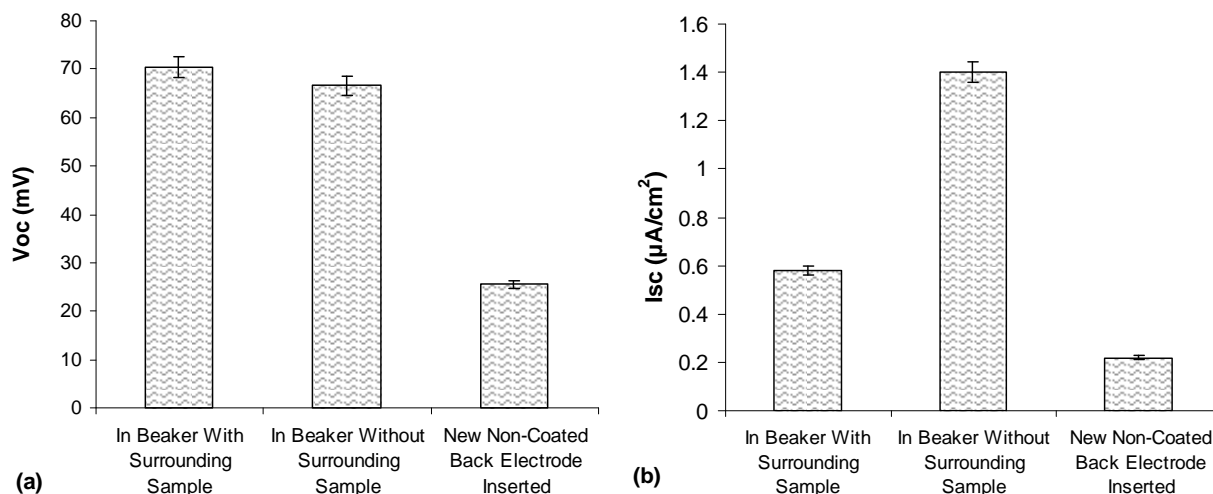 80
70
60
50
40
30
20
10
0
Voc (mV)
In Beaker With
Surrounding
Sample
In Beaker Without
Surrounding
Sample
New Non-Coated
Back Electrode
Inserted
(a)
1.6
1.4
1.2
1
0.8
0.6
0.4
0.2
0
Isc (µA/cm²)
In Beaker With
Surrounding
Sample
In Beaker Without
Surrounding
Sample
New Non-Coated
Back Electrode
Inserted
(b)